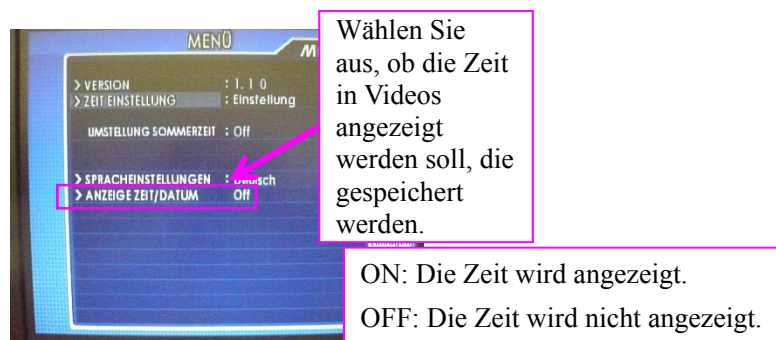 MENÜ
M
> VERSION : 1. 1 0
> ZEIT EINSTELLUNG : Einstellung
UMSTELLUNG SOMMERZEIT : Off
> SPRACHEINSTELLUNGEN :
> ANZEIGE ZEIT/DATUM Off
Wählen Sie
aus, ob die Zeit
in Videos
angezeigt
werden soll, die
gespeichert
werden.
ON: Die Zeit wird angezeigt.
OFF: Die Zeit wird nicht angezeigt.